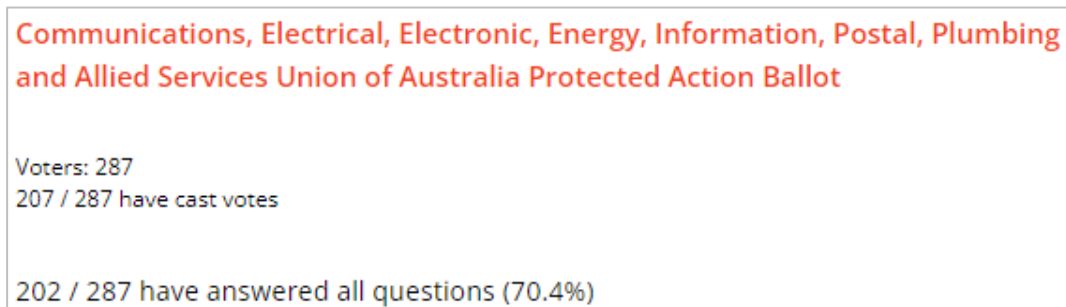 Communications, Electrical, Electronic, Energy, Information, Postal, Plumbing
and Allied Services Union of Australia Protected Action Ballot
Voters: 287
207 / 287 have cast votes
202 / 287 have answered all questions (70.4%)